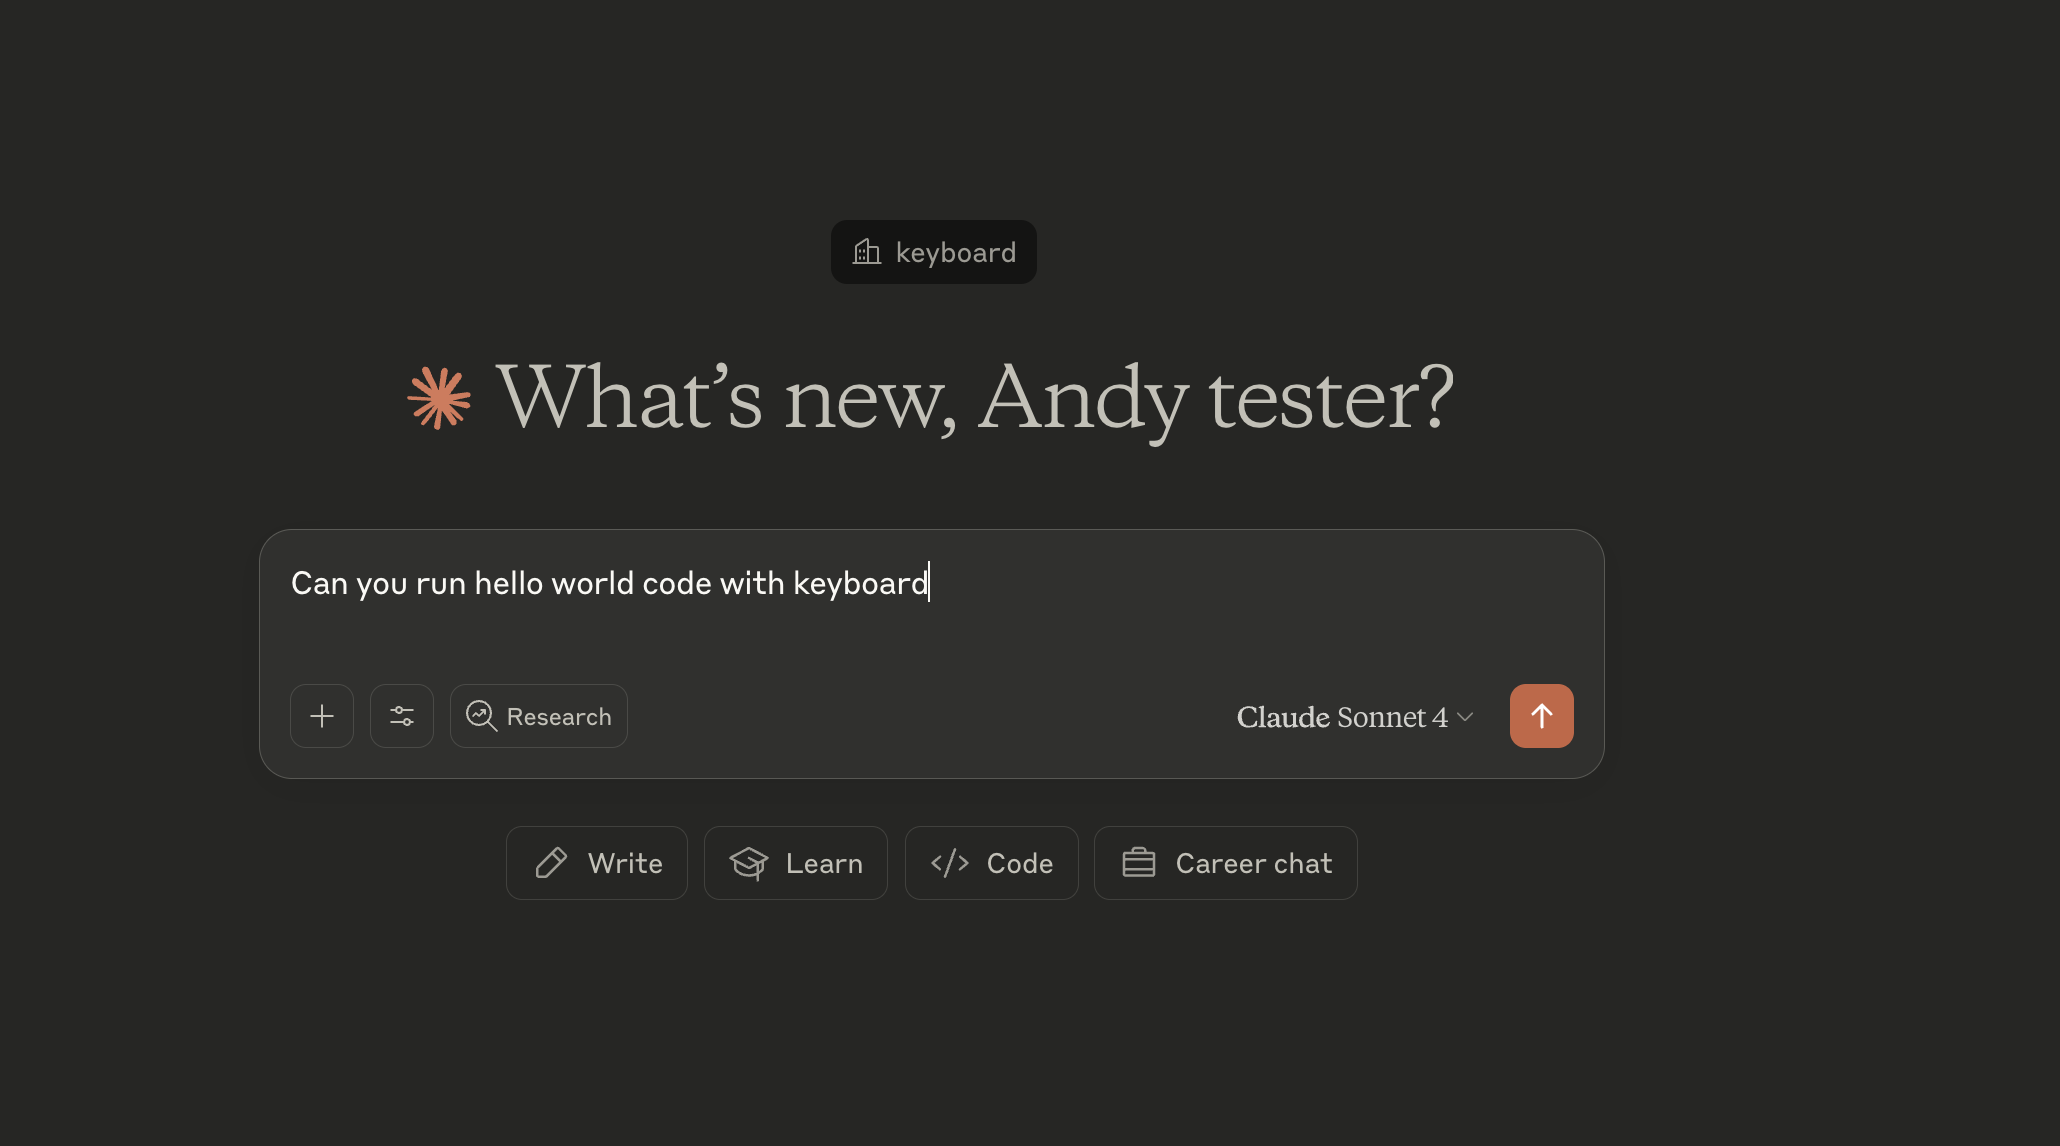 keyboard
What’s new, Andy tester?
Can you run hello world code with keyboard
Research
Claude Sonnet 4
Write
Learn
Code
Career chat